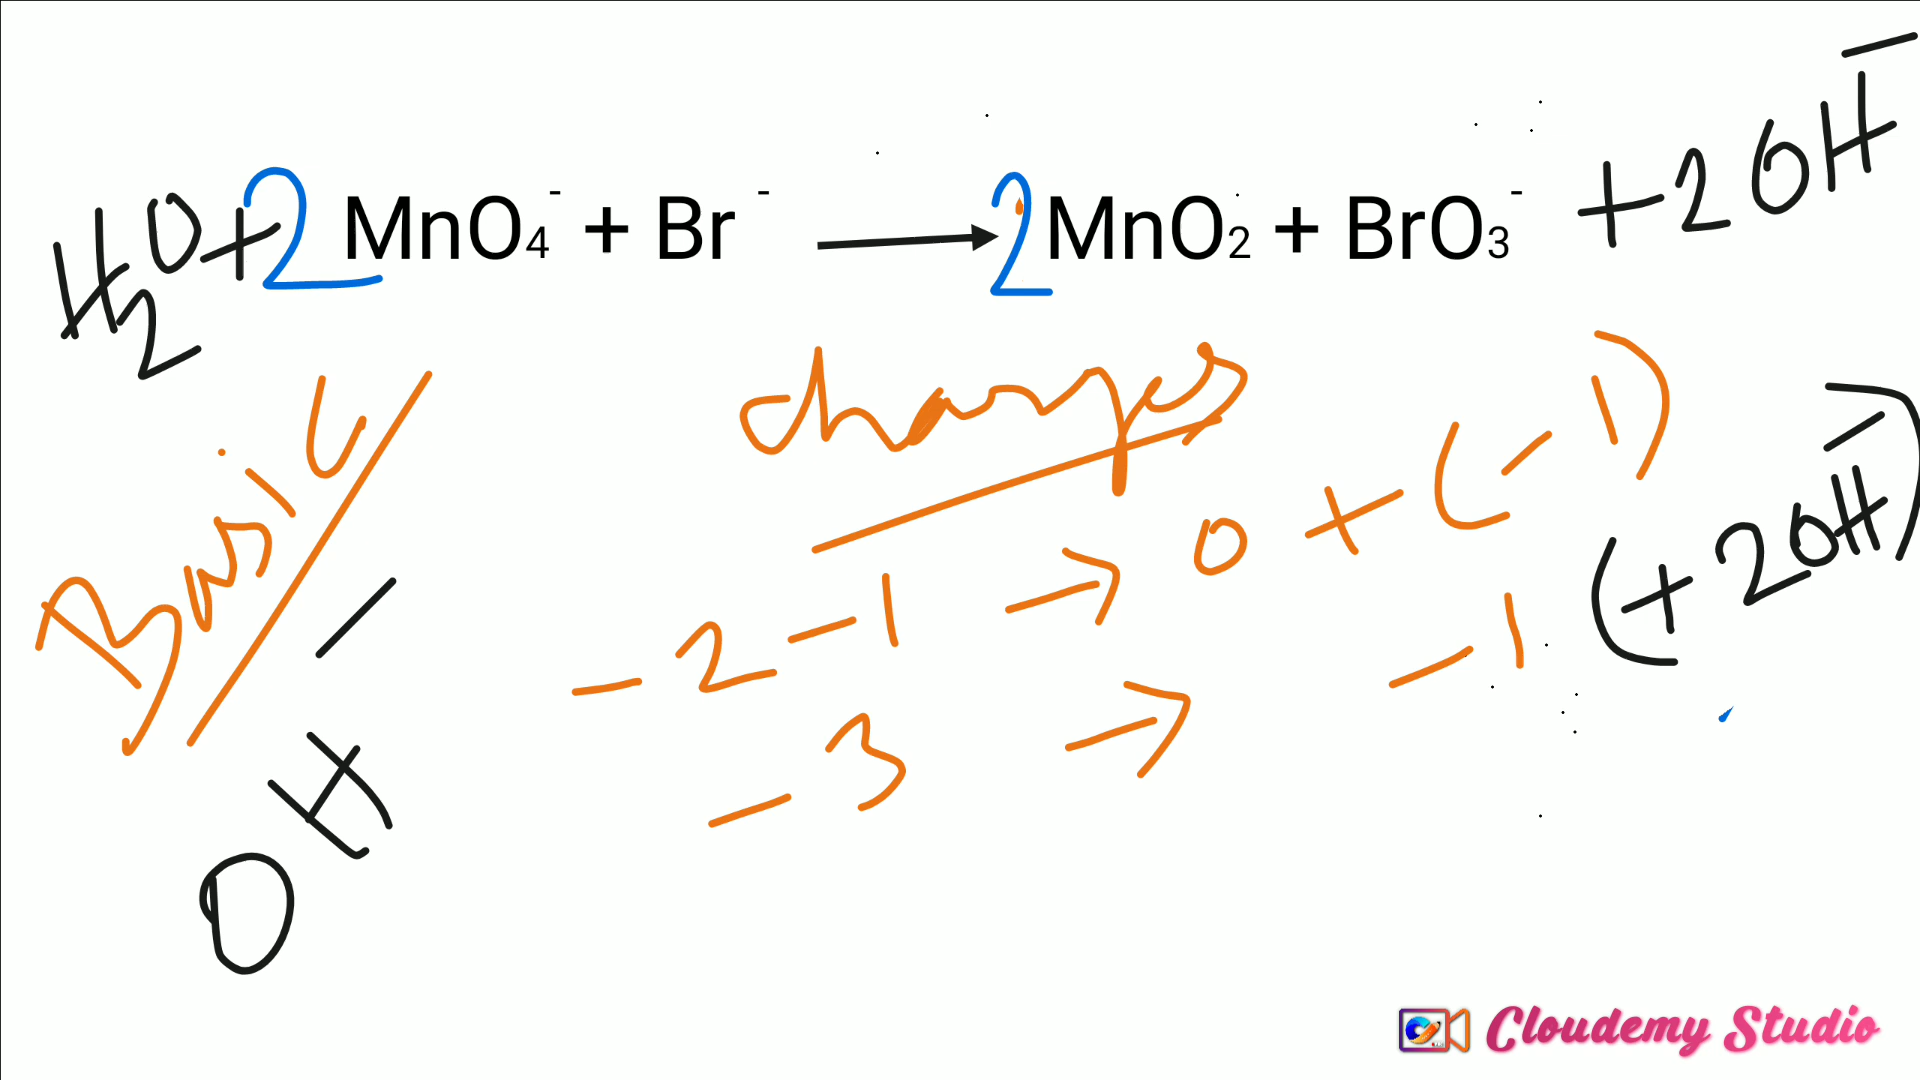 H₂O + 2 MnO₄⁻ + Br⁻ → 2 MnO₂ + BrO₃⁻ + 2OH⁻
Basic
charges
-2 -1 → 0 + (-1)
-3 → -1 (+2OH⁻)
OH⁻
Cloudemy Studio